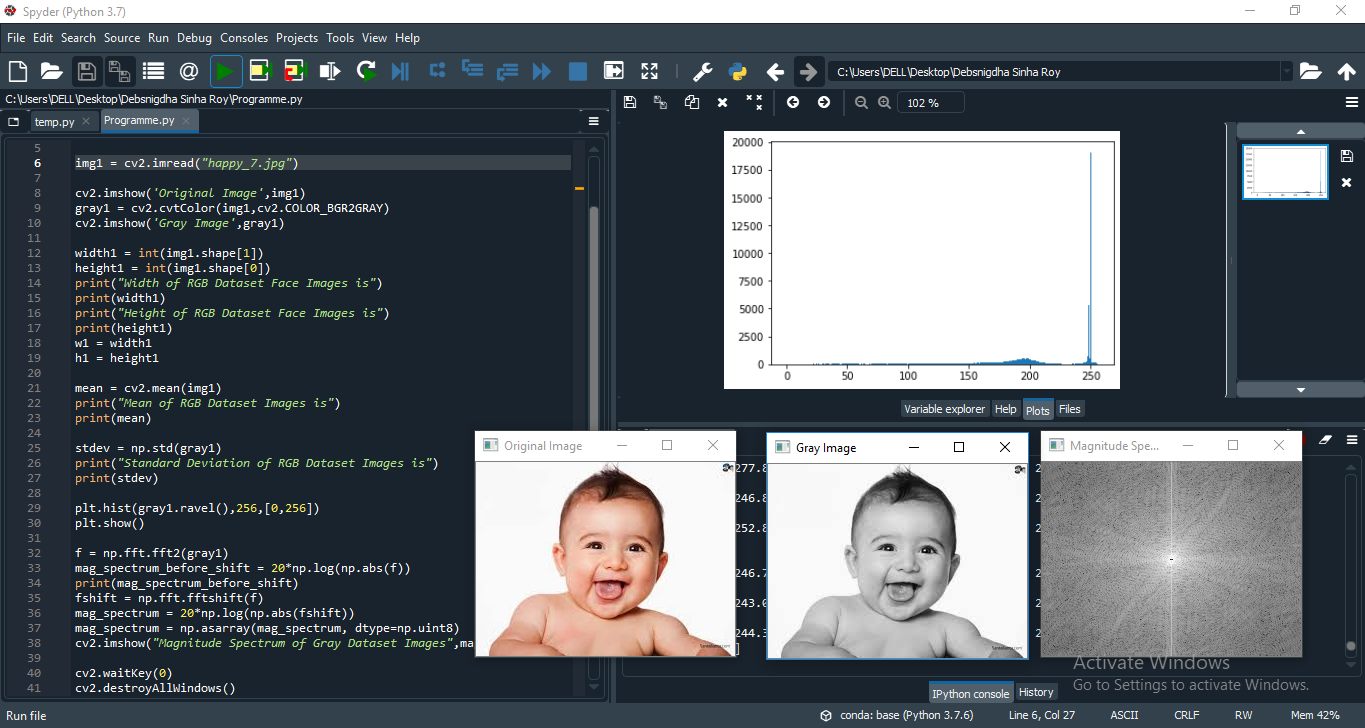 Spyder (Python 3.7)
File Edit Search Source Run Debug Consoles Projects Tools View Help
C:\Users\DELL\Desktop\Debsnigdha Sinha Roy
C:\Users\DELL\Desktop\Debsnigdha Sinha Roy\Programme.py
temp.py Programme.py
5
6 img1 = cv2.imread("happy_7.jpg")
7
8 cv2.imshow('Original Image',img1)
9 gray1 = cv2.cvtColor(img1,cv2.COLOR_BGR2GRAY)
10 cv2.imshow('Gray Image',gray1)
11
12 width1 = int(img1.shape[1])
13 height1 = int(img1.shape[0])
14 print("Width of RGB Dataset Face Images is")
15 print(width1)
16 print("Height of RGB Dataset Face Images is")
17 print(height1)
18 w1 = width1
19 h1 = height1
20
21 mean = cv2.mean(img1)
22 print("Mean of RGB Dataset Images is")
23 print(mean)
24
25 stdev = np.std(gray1)
26 print("Standard Deviation of RGB Dataset Images is")
27 print(stdev)
28
29 plt.hist(gray1.ravel(),256,[0,256])
30 plt.show()
31
32 f = np.fft.fft2(gray1)
33 mag_spectrum_before_shift = 20*np.log(np.abs(f))
34 print(mag_spectrum_before_shift)
35 fshift = np.fft.fftshift(f)
36 mag_spectrum = 20*np.log(np.abs(fshift))
37 mag_spectrum = np.asarray(mag_spectrum, dtype=np.uint8)
38 cv2.imshow("Magnitude Spectrum of Gray Dataset Images",ma
39
40 cv2.waitKey(0)
41 cv2.destroyAllWindows()
102 %
20000
17500
15000
12500
10000
7500
5000
2500
0
0 50 100 150 200 250
Variable explorer Help Plots Files
Original Image
Gray Image
Magnitude Spe...
277.8
246.8
252.8
246.7
243.6
244.3
Activate Windows
Go to Settings to activate Windows.
IPython console History
Run file
conda: base (Python 3.7.6) Line 6, Col 27 ASCII CRLF RW Mem 42%